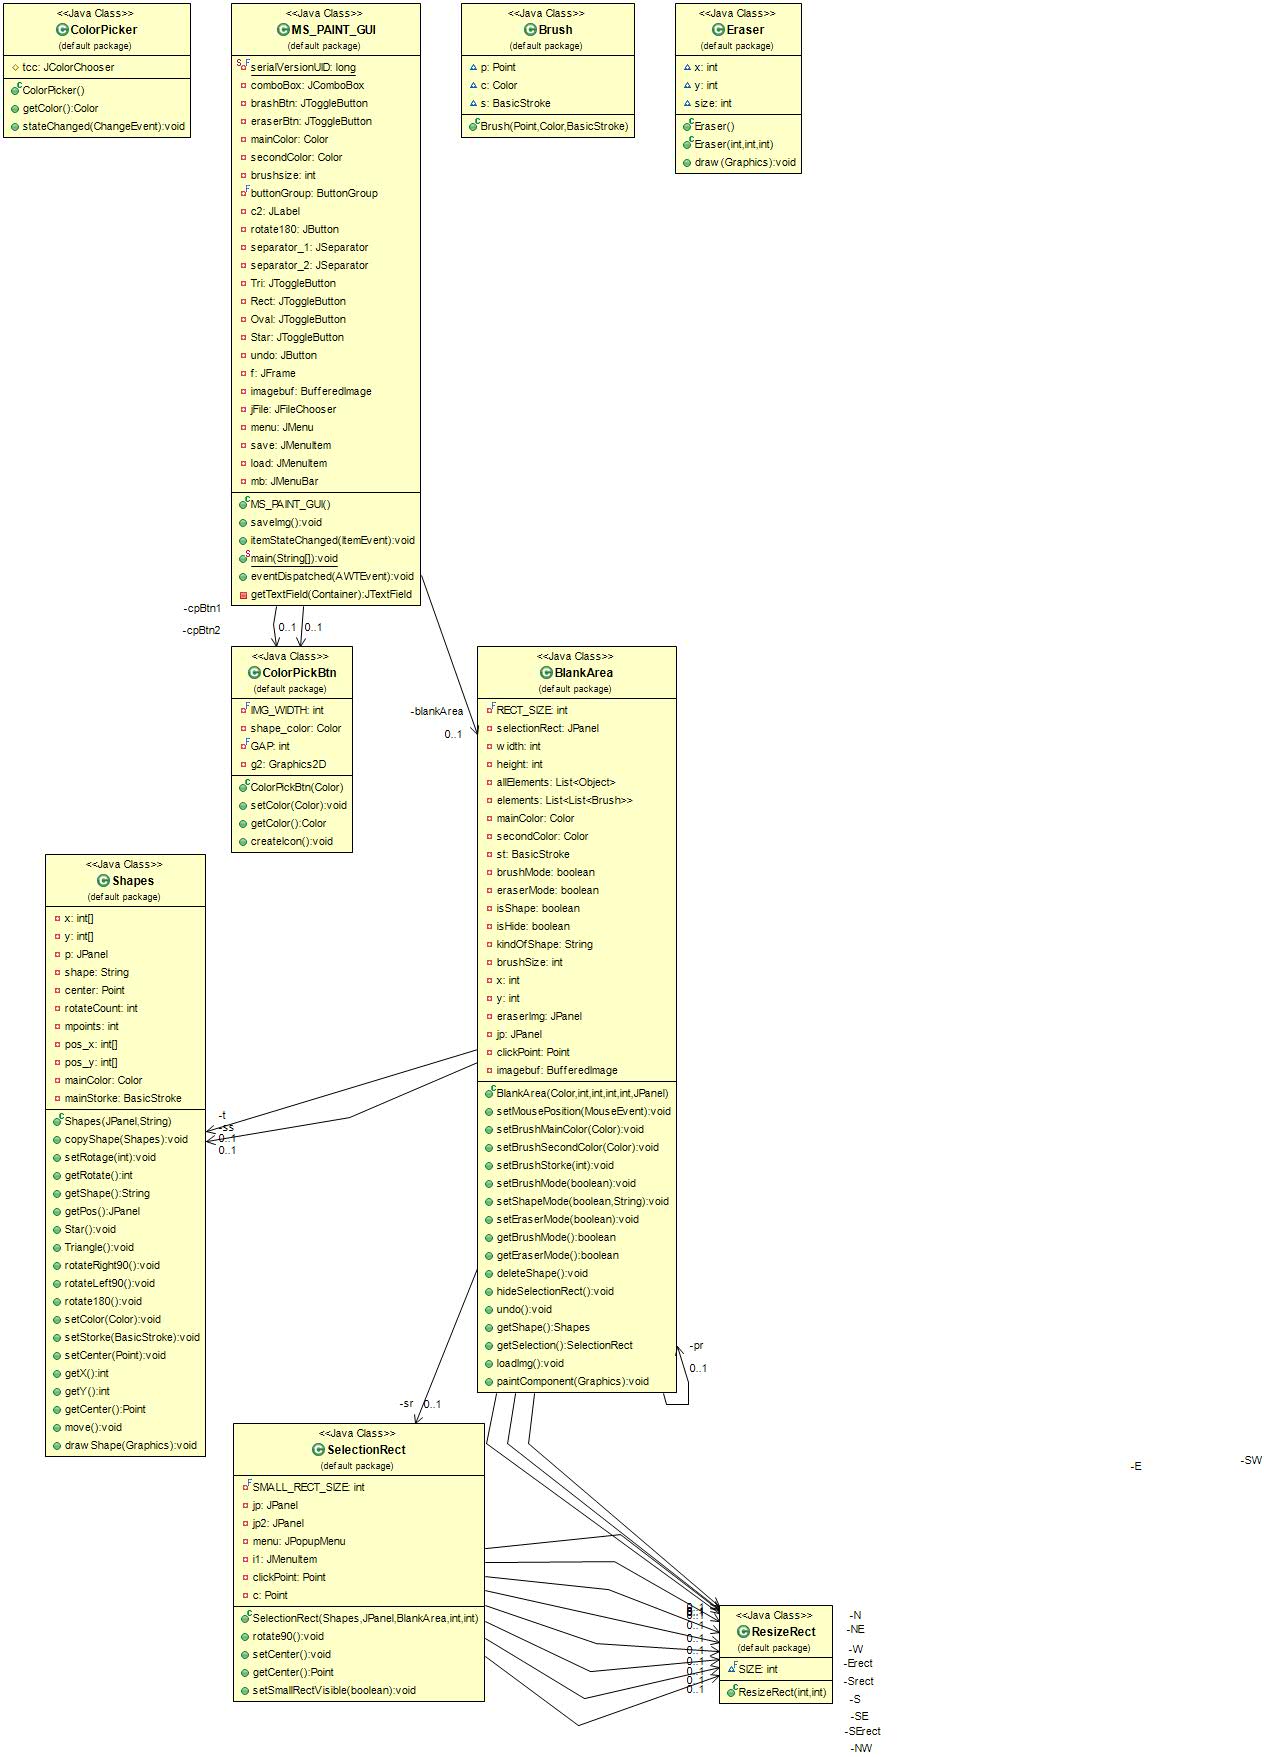 <<Java Class>>
ColorPicker
(default package)
tcc: JColorChooser
ColorPicker()
getColor():Color
stateChanged(ChangeEvent):void
<<Java Class>>
MS_PAINT_GUI
(default package)
serialVersionUID: long
comboBox: JComboBox
brashBtn: JToggleButton
eraserBtn: JToggleButton
mainColor: Color
secondColor: Color
brushsize: int
buttonGroup: ButtonGroup
c2: JLabel
rotate180: JButton
separator_1: JSeparator
separator_2: JSeparator
Tri: JToggleButton
Rect: JToggleButton
Oval: JToggleButton
Star: JToggleButton
undo: JButton
f: JFrame
imagebuf: BufferedImage
jFile: JFileChooser
menu: JMenu
save: JMenuItem
load: JMenuItem
mb: JMenuBar
MS_PAINT_GUI()
saveImg():void
itemStateChanged(ItemEvent):void
main(String[]):void
eventDispatched(AWTEvent):void
getTextField(Container):JTextField
<<Java Class>>
Brush
(default package)
p: Point
c: Color
s: BasicStroke
Brush(Point,Color,BasicStroke)
<<Java Class>>
Eraser
(default package)
x: int
y: int
size: int
Eraser()
Eraser(int,int,int)
draw(Graphics):void
-cpBtn1
-cpBtn2
0..1
0..1
<<Java Class>>
ColorPickBtn
(default package)
IMG_WIDTH: int
shape_color: Color
GAP: int
g2: Graphics2D
ColorPickBtn(Color)
setColor(Color):void
getColor():Color
createIcon():void
-blankArea
0..1
<<Java Class>>
BlankArea
(default package)
RECT_SIZE: int
selectionRect: JPanel
width: int
height: int
allElements: List<Object>
elements: List<List<Brush>>
mainColor: Color
secondColor: Color
st: BasicStroke
brushMode: boolean
eraserMode: boolean
isShape: boolean
isHide: boolean
kindOfShape: String
brushSize: int
x: int
y: int
eraserImg: JPanel
jp: JPanel
clickPoint: Point
imagebuf: BufferedImage
BlankArea(Color,int,int,int,int,JPanel)
setMousePosition(MouseEvent):void
setBrushMainColor(Color):void
setBrushSecondColor(Color):void
setBrushStorke(int):void
setBrushMode(boolean):void
setShapeMode(boolean,String):void
setEraserMode(boolean):void
getBrushMode():boolean
getEraserMode():boolean
deleteShape():void
hideSelectionRect():void
undo():void
getShape():Shapes
getSelection():SelectionRect
loadImg():void
paintComponent(Graphics):void
-pr
0..1
<<Java Class>>
Shapes
(default package)
x: int[]
y: int[]
p: JPanel
shape: String
center: Point
rotateCount: int
mpoints: int
pos_x: int[]
pos_y: int[]
mainColor: Color
mainStorke: BasicStroke
Shapes(JPanel,String)
copyShape(Shapes):void
setRotage(int):void
getRotate():int
getShape():String
getPos():JPanel
Star():void
Triangle():void
rotateRight90():void
rotateLeft90():void
rotate180():void
setColor(Color):void
setStorke(BasicStroke):void
setCenter(Point):void
getX():int
getY():int
getCenter():Point
move():void
drawShape(Graphics):void
-t
-ss
0..1
0..1
-sr
0..1
<<Java Class>>
SelectionRect
(default package)
SMALL_RECT_SIZE: int
jp: JPanel
jp2: JPanel
menu: JPopupMenu
i1: JMenuItem
clickPoint: Point
c: Point
SelectionRect(Shapes,JPanel,BlankArea,int,int)
rotate90():void
setCenter():void
getCenter():Point
setSmallRectVisible(boolean):void
-E
-SW
0..1
0..1
0..1
0..1
0..1
0..1
0..1
<<Java Class>>
ResizeRect
(default package)
SIZE: int
ResizeRect(int,int)
-N
-NE
-W
-Erect
-Srect
-S
-SE
-SErect
-NW